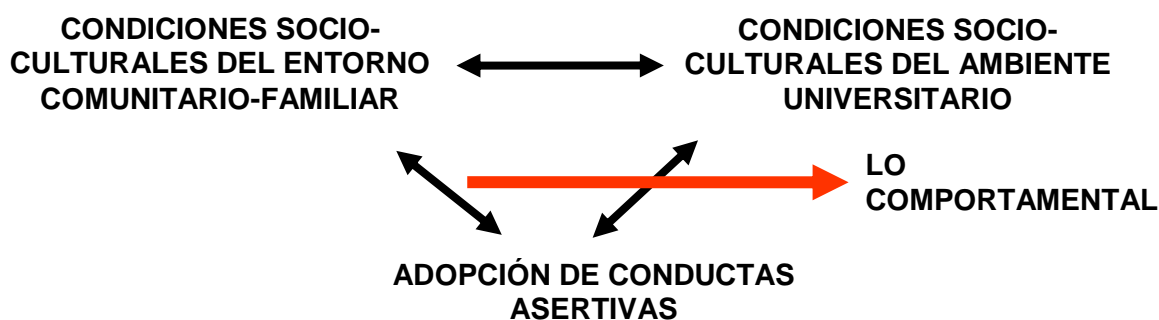 CONDICIONES SOCIO-
CULTURALES DEL ENTORNO
COMUNITARIO-FAMILIAR
CONDICIONES SOCIO-
CULTURALES DEL AMBIENTE
UNIVERSITARIO
LO
COMPORTAMENTAL
ADOPCIÓN DE CONDUCTAS
ASERTIVAS